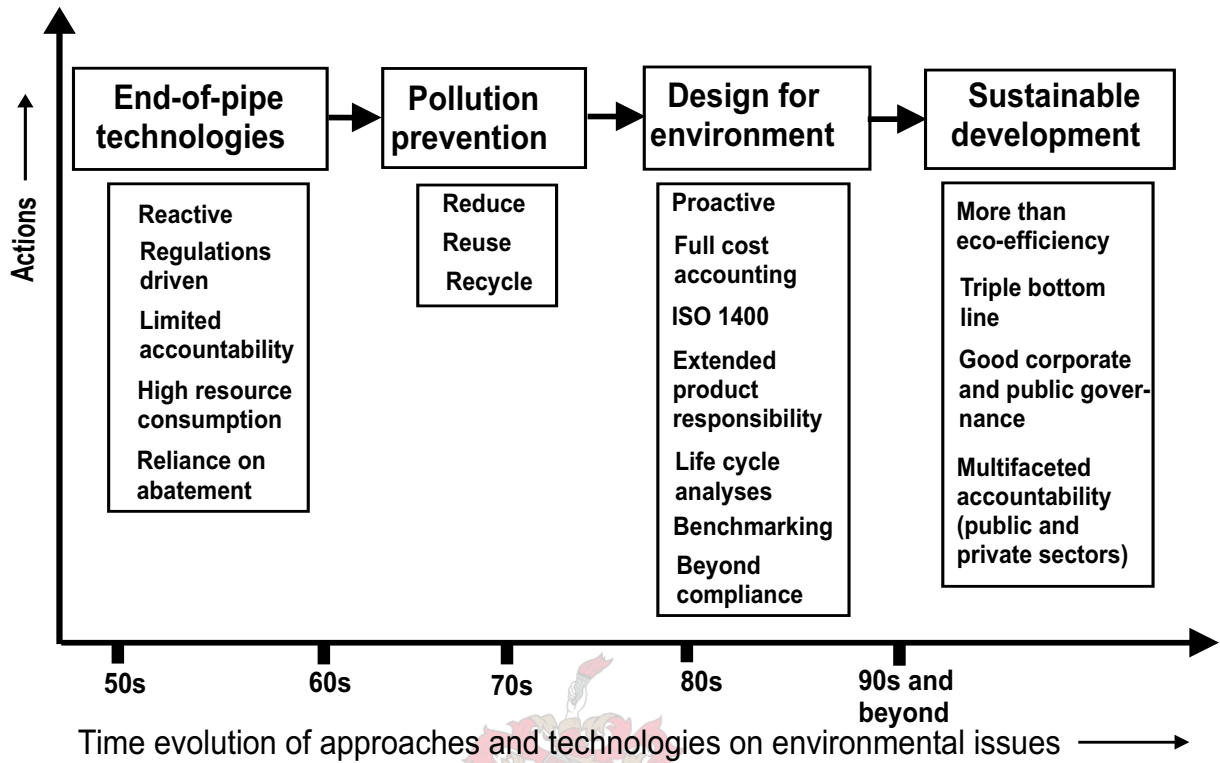 End-of-pipe
technologies
Pollution
prevention
Design for
environment
Sustainable
development
Reactive
Regulations
driven
Limited
accountability
High resource
consumption
Reliance on
abatement
Reduce
Reuse
Recycle
Proactive
Full cost
accounting
ISO 1400
Extended
product
responsibility
Life cycle
analyses
Benchmarking
Beyond
compliance
More than
eco-efficiency
Triple bottom
line
Good corporate
and public gover-
nance
Multifaceted
accountability
(public and
private sectors)
Actions
50s
60s
70s
80s
90s and
beyond
Time evolution of approaches and technologies on environmental issues